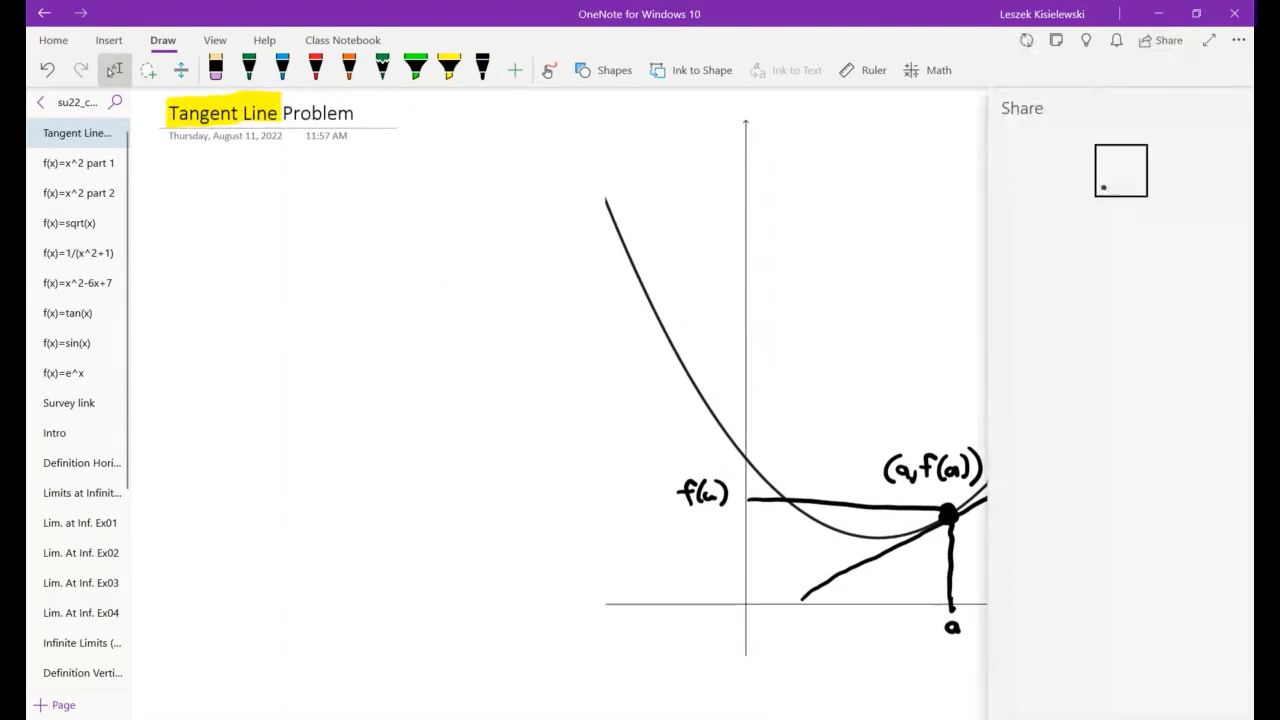 OneNote for Windows 10
Leszek Kisielewski
Home Insert Draw View Help Class Notebook
Share
Shapes Ink to Shape Ink to Text Ruler Math
su22_c...
Tangent Line...
f(x)=x^2 part 1
f(x)=x^2 part 2
f(x)=sqrt(x)
f(x)=1/(x^2+1)
f(x)=x^2-6x+7
f(x)=tan(x)
f(x)=sin(x)
f(x)=e^x
Survey link
Intro
Definition Hori...
Limits at Infinit...
Lim. at Inf. Ex01
Lim. At Inf. Ex02
Lim. At Inf. Ex03
Lim. At Inf. Ex04
Infinite Limits (...
Definition Verti...
+ Page
Tangent Line Problem
Thursday, August 11, 2022 11:57 AM
(a, f(a))
f(a)
a
Share